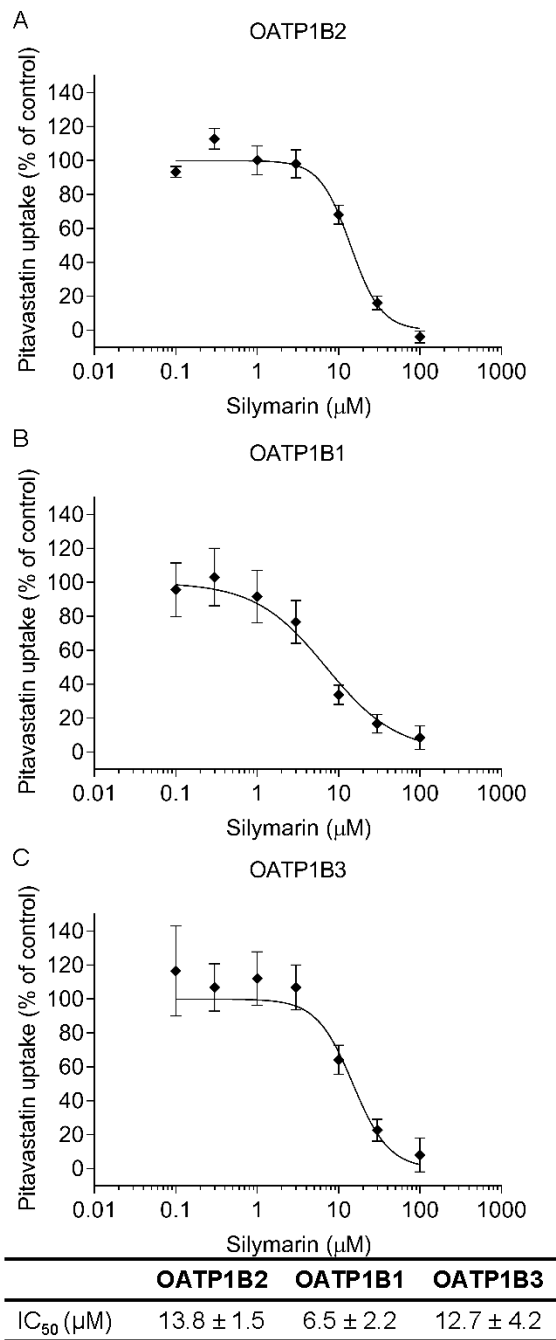 A
OATP1B2
Pitavastatin uptake (% of control)
140
120
100
80
60
40
20
0
0.01 0.1 1 10 100 1000
Silymarin (μM)
B
OATP1B1
Pitavastatin uptake (% of control)
140
120
100
80
60
40
20
0
0.01 0.1 1 10 100 1000
Silymarin (μM)
C
OATP1B3
Pitavastatin uptake (% of control)
140
120
100
80
60
40
20
0
0.01 0.1 1 10 100 1000
Silymarin (μM)
OATP1B2 OATP1B1 OATP1B3
IC50 (μM) 13.8 ± 1.5 6.5 ± 2.2 12.7 ± 4.2